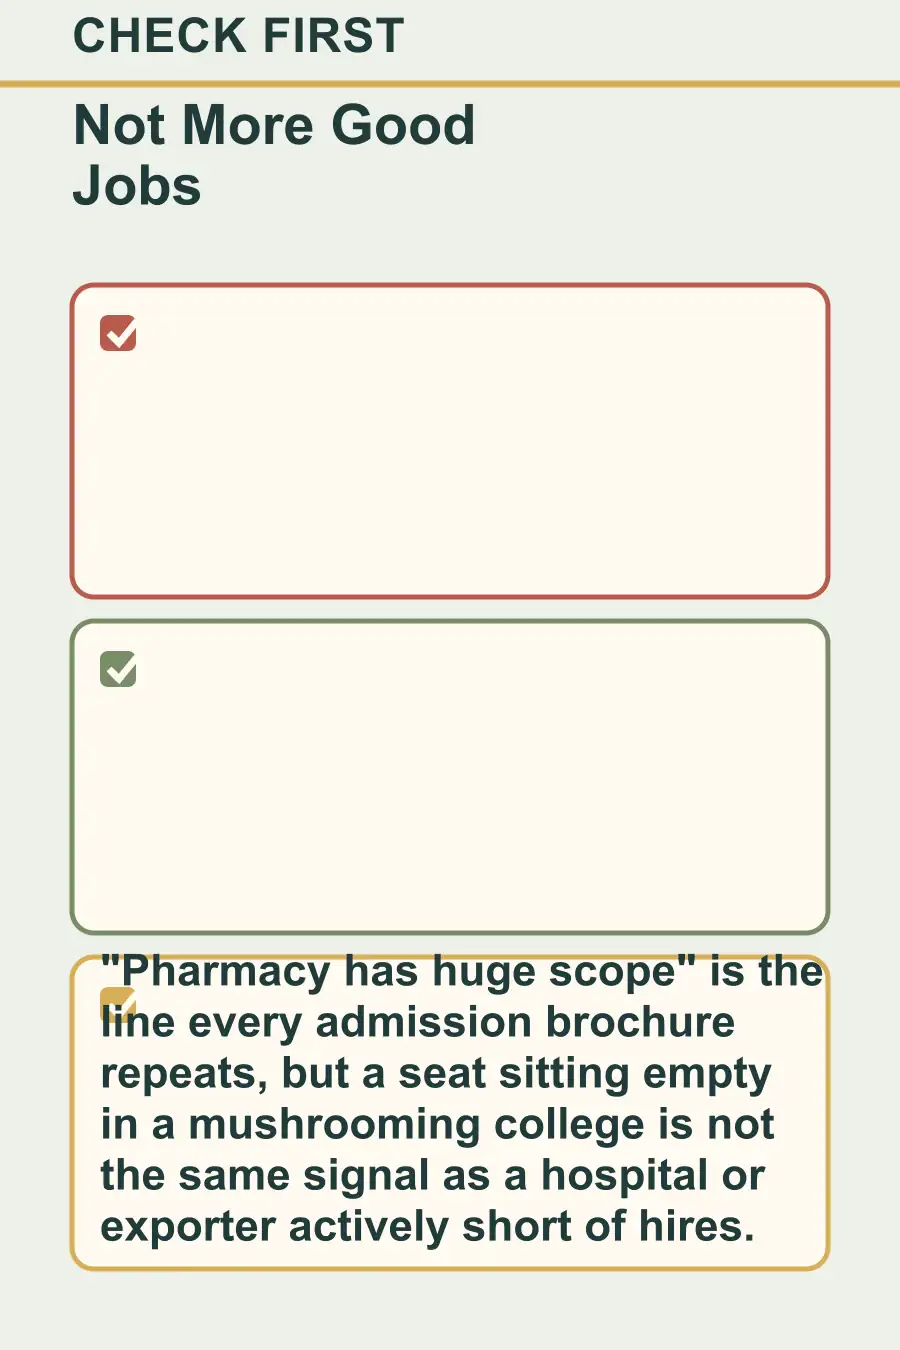 CHECK FIRST
Not More Good
Jobs
"Pharmacy has huge scope" is the
line every admission brochure
repeats, but a seat sitting empty
in a mushrooming college is not
the same signal as a hospital or
exporter actively short of hires.